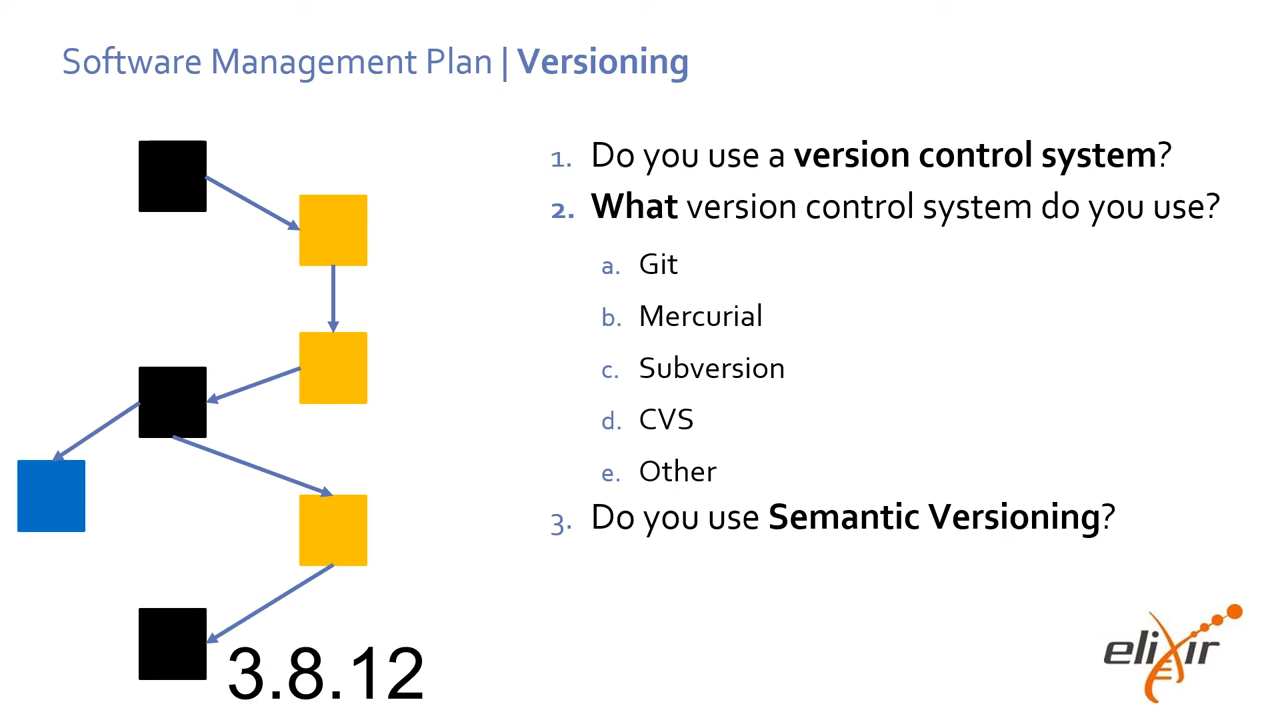 Software Management Plan | Versioning
1. Do you use a version control system?
2. What version control system do you use?
a. Git
b. Mercurial
c. Subversion
d. CVS
e. Other
3. Do you use Semantic Versioning?
3.8.12
elixir